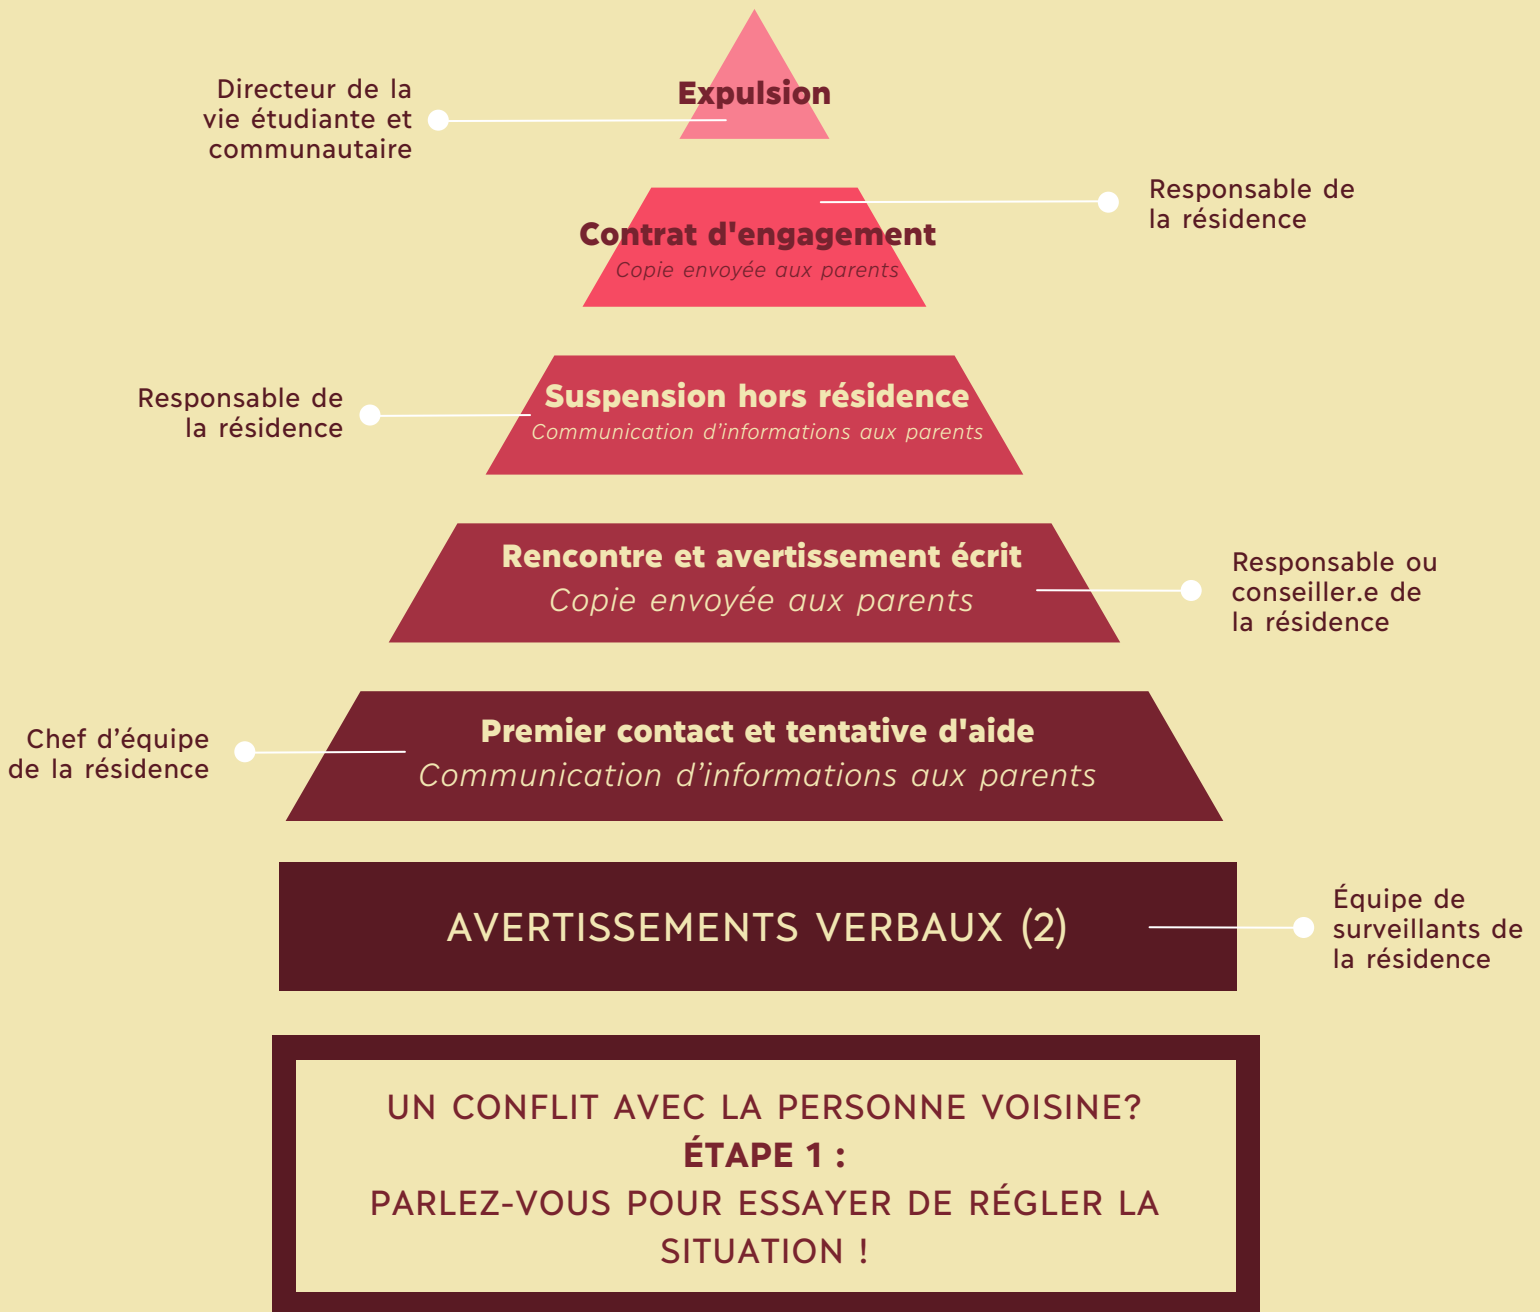 Expulsion
Directeur de la
vie étudiante et
communautaire
Responsable de
la résidence
Contrat d'engagement
Copie envoyée aux parents
Suspension hors résidence
Communication d’informations aux parents
Responsable de
la résidence
Rencontre et avertissement écrit
Copie envoyée aux parents
Responsable ou
conseiller.e de
la résidence
Premier contact et tentative d'aide
Communication d’informations aux parents
Chef d’équipe
de la résidence
AVERTISSEMENTS VERBAUX (2)
Équipe de
surveillants de
la résidence
UN CONFLIT AVEC LA PERSONNE VOISINE?
ÉTAPE 1 :
PARLEZ-VOUS POUR ESSAYER DE RÉGLER LA
SITUATION !